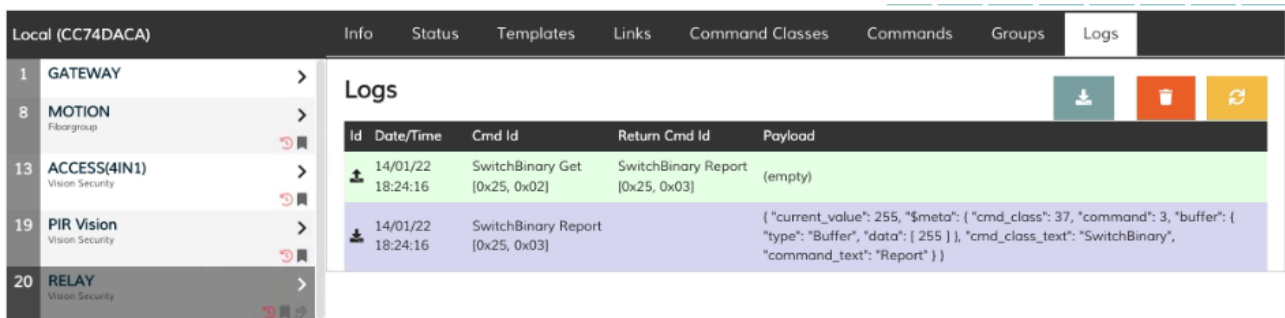 Local (CC74DACA)
Info Status Templates Links Command Classes Commands Groups Logs
1 GATEWAY
8 MOTION
Fibargroup
13 ACCESS(4IN1)
Vision Security
19 PIR Vision
Vision Security
20 RELAY
Vision Security
Logs
Id Date/Time Cmd Id Return Cmd Id Payload
14/01/22 SwitchBinary Get SwitchBinary Report (empty)
18:24:16 [0x25, 0x02] [0x25, 0x03]
14/01/22 SwitchBinary Report { "current_value": 255, "$meta": { "cmd_class": 37, "command": 3, "buffer": {
18:24:16 [0x25, 0x03] "type": "Buffer", "data": [ 255 ] }, "cmd_class_text": "SwitchBinary",
"command_text": "Report" } }